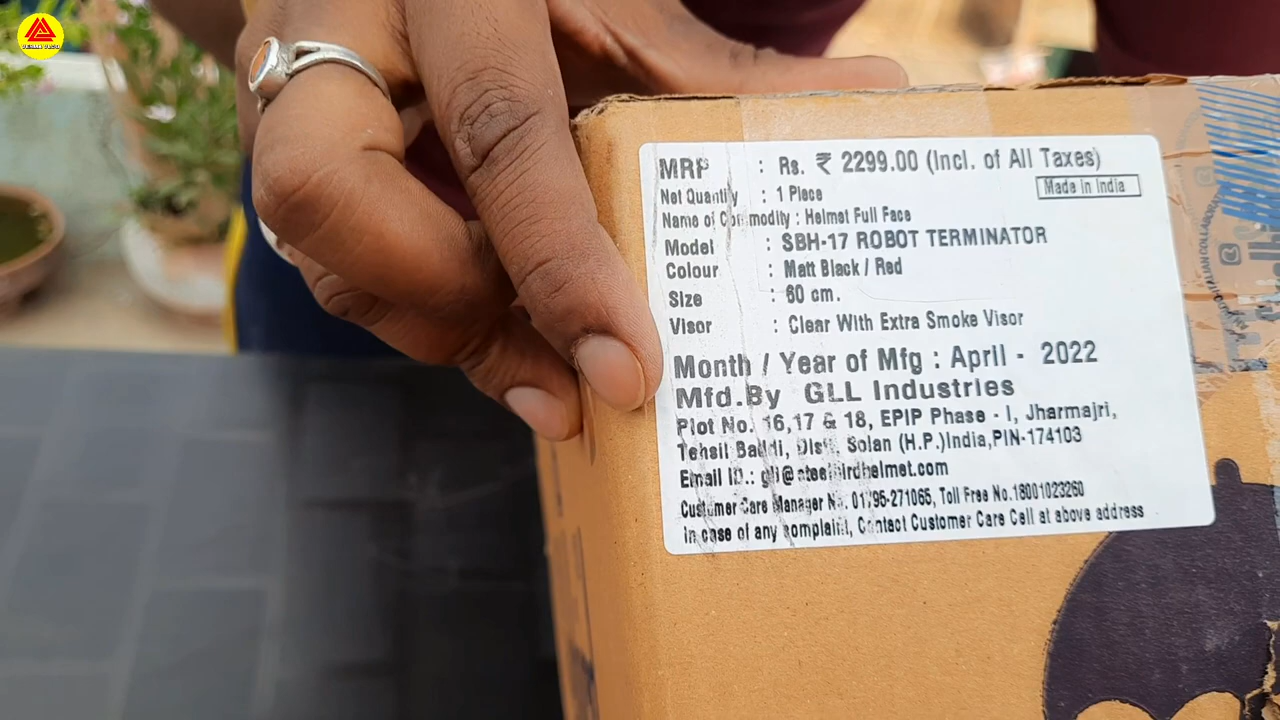 MRP : Rs. ₹ 2299.00 (Incl. of All Taxes)
Net Quantity : 1 Piece
Made in India
Name of Commodity : Helmet Full Face
Model : SBH-17 ROBOT TERMINATOR
Colour : Matt Black / Red
Size : 60 cm.
Visor : Clear With Extra Smoke Visor
Month / Year of Mfg : April - 2022
Mfd.By GLL Industries
Plot No. 16,17 & 18, EPIP Phase - I, Jharmajri,
Tehsil Baddi, Distt. Solan (H.P.)India,PIN-174103
Email ID.: gli@steelbirdhelmet.com
Customer Care Manager No. 01795-271065, Toll Free No.18001023260
In case of any complaint, Contact Customer Care Cell at above address
ITALIAN COLLABORA